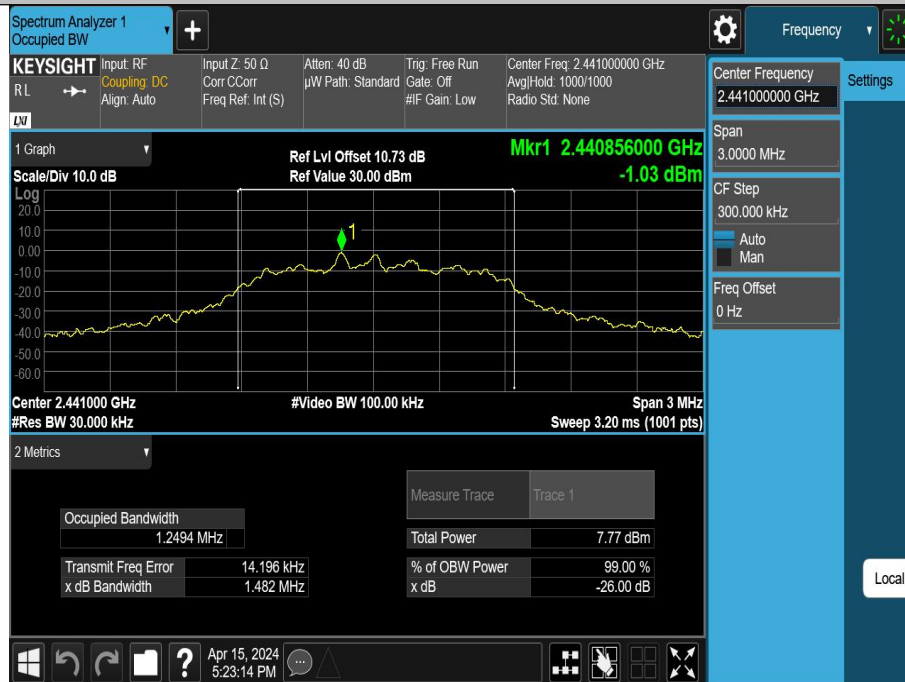 Spectrum Analyzer 1
Occupied BW
+
Frequency
KEYSIGHT
RL
LXI
Input: RF
Coupling: DC
Align: Auto
Input Z: 50 Ω
Corr CCorr
Freq Ref: Int (S)
Atten: 40 dB
µW Path: Standard
Trig: Free Run
Gate: Off
#IF Gain: Low
Center Freq: 2.441000000 GHz
Avg|Hold: 1000/1000
Radio Std: None
Center Frequency
2.441000000 GHz
Settings
Span
3.0000 MHz
CF Step
300.000 kHz
Auto
Man
Freq Offset
0 Hz
Local
1 Graph
Scale/Div 10.0 dB
Ref Lvl Offset 10.73 dB
Ref Value 30.00 dBm
Mkr1 2.440856000 GHz
-1.03 dBm
Log
20.0
10.0
0.00
-10.0
-20.0
-30.0
-40.0
-50.0
-60.0
1
Center 2.441000 GHz
#Res BW 30.000 kHz
#Video BW 100.00 kHz
Span 3 MHz
Sweep 3.20 ms (1001 pts)
2 Metrics
Measure Trace Trace 1
Occupied Bandwidth
1.2494 MHz
Total Power 7.77 dBm
Transmit Freq Error 14.196 kHz
% of OBW Power 99.00 %
x dB Bandwidth 1.482 MHz
x dB -26.00 dB
?
Apr 15, 2024
5:23:14 PM